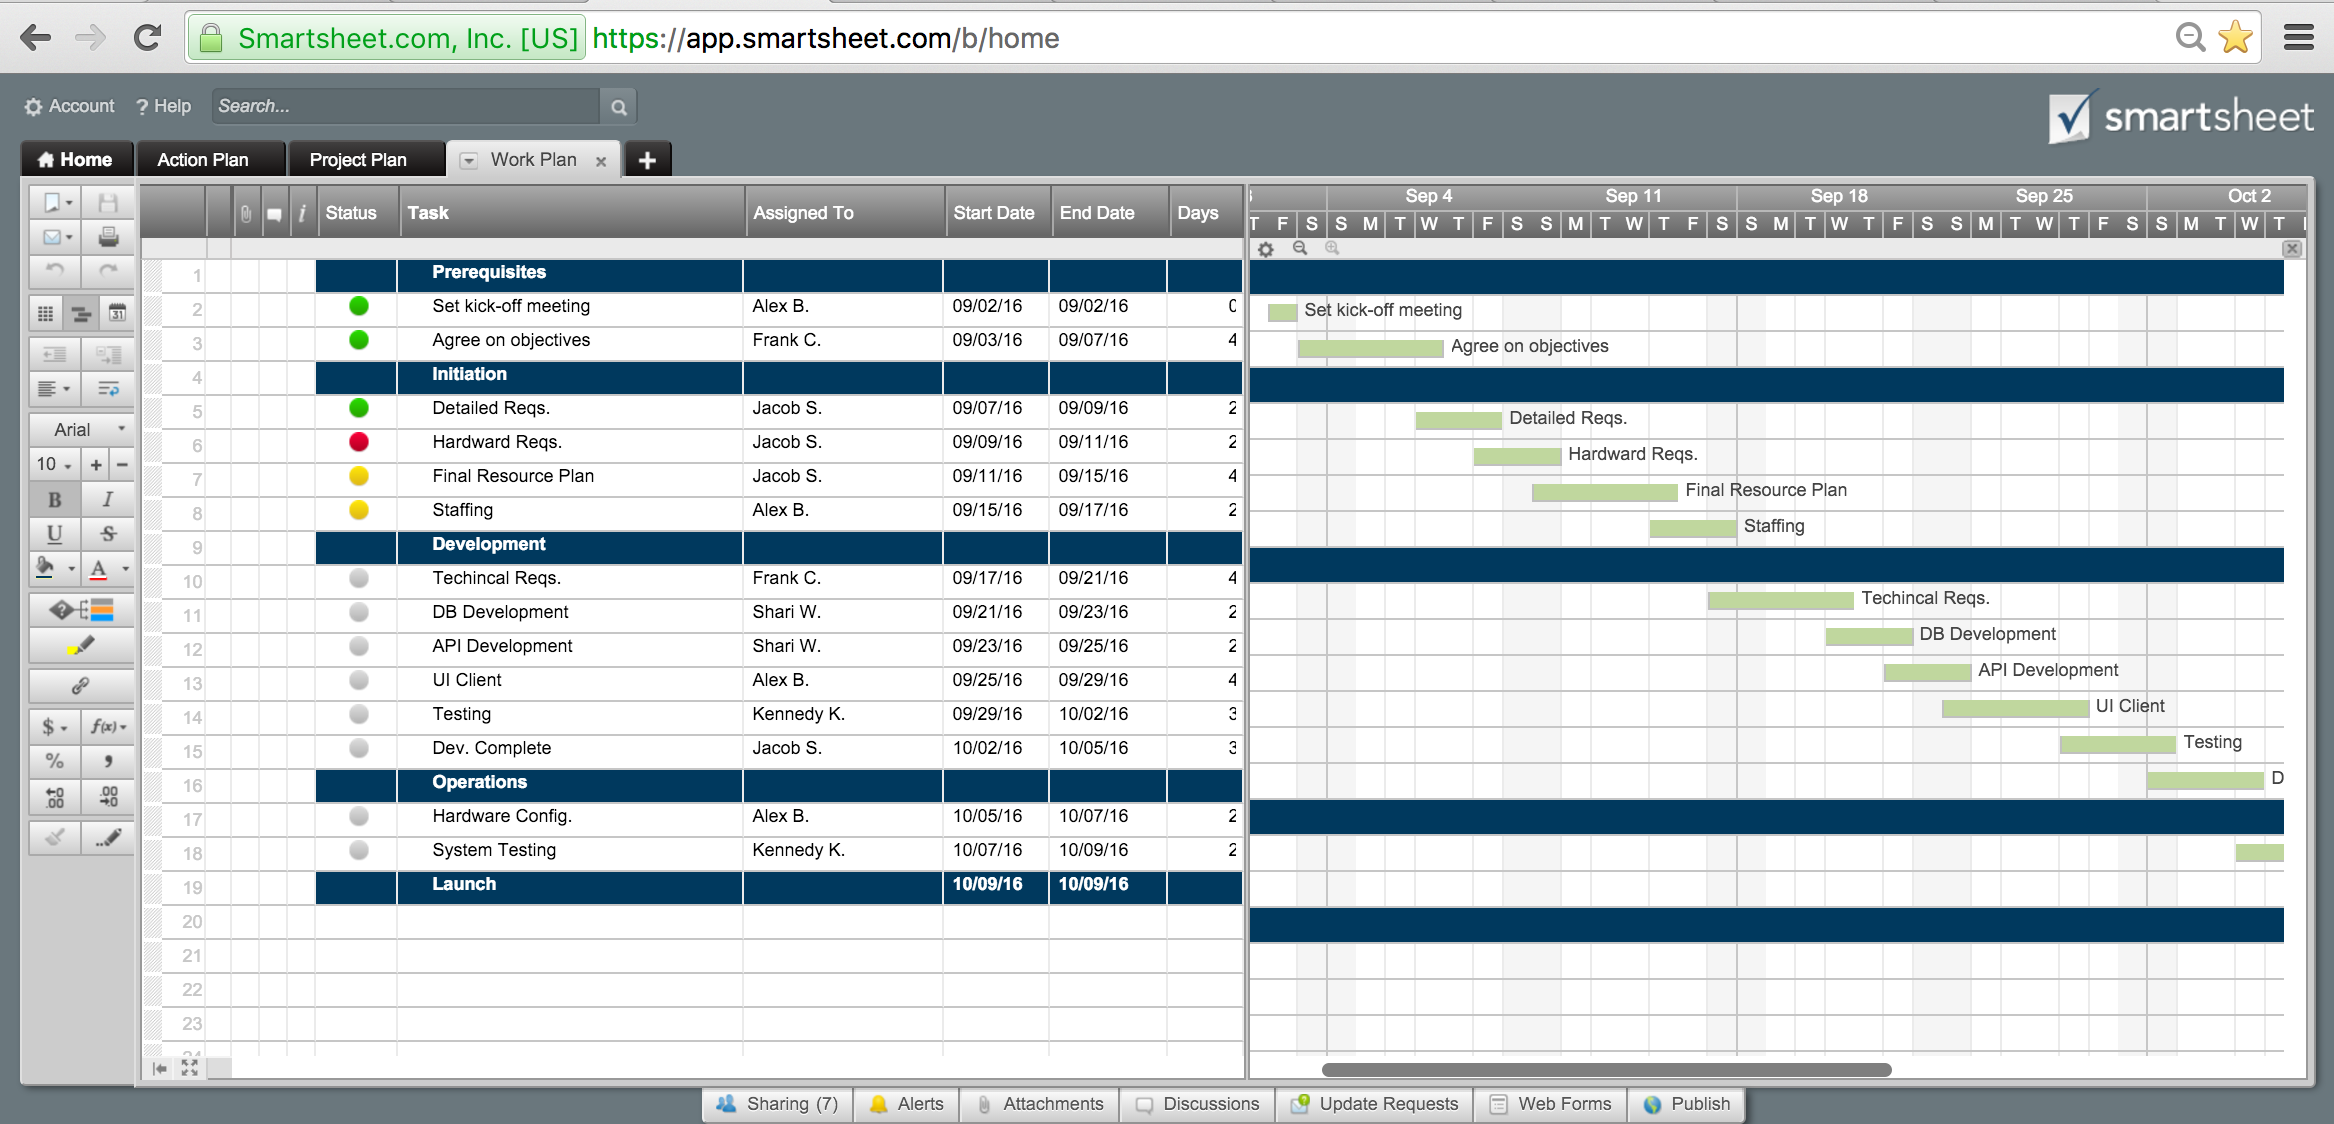 Smartsheet.com, Inc. [US] https://app.smartsheet.com/b/home
Account ? Help Search...
smartsheet
Home Action Plan Project Plan Work Plan x +
Status Task Assigned To Start Date End Date Days
Sep 4 Sep 11 Sep 18 Sep 25 Oct 2
T F S S M T W T F S S M T W T F S S M T W T F S S M T W T F S S M T W T
1 Prerequisites
2 Set kick-off meeting Alex B. 09/02/16 09/02/16 0 Set kick-off meeting
3 Agree on objectives Frank C. 09/03/16 09/07/16 4 Agree on objectives
4 Initiation
5 Detailed Reqs. Jacob S. 09/07/16 09/09/16 2 Detailed Reqs.
6 Hardward Reqs. Jacob S. 09/09/16 09/11/16 2 Hardward Reqs.
7 Final Resource Plan Jacob S. 09/11/16 09/15/16 4 Final Resource Plan
8 Staffing Alex B. 09/15/16 09/17/16 2 Staffing
9 Development
10 Techincal Reqs. Frank C. 09/17/16 09/21/16 4 Techincal Reqs.
11 DB Development Shari W. 09/21/16 09/23/16 2 DB Development
12 API Development Shari W. 09/23/16 09/25/16 2 API Development
13 UI Client Alex B. 09/25/16 09/29/16 4 UI Client
14 Testing Kennedy K. 09/29/16 10/02/16 3 Testing
15 Dev. Complete Jacob S. 10/02/16 10/05/16 3 D
16 Operations
17 Hardware Config. Alex B. 10/05/16 10/07/16 2
18 System Testing Kennedy K. 10/07/16 10/09/16 2
19 Launch 10/09/16 10/09/16
20
21
22
23
24
31
Arial
10 + −
B I
U S
A
$ f(x)
% ,
.00 .00
Sharing (7) Alerts Attachments Discussions Update Requests Web Forms Publish